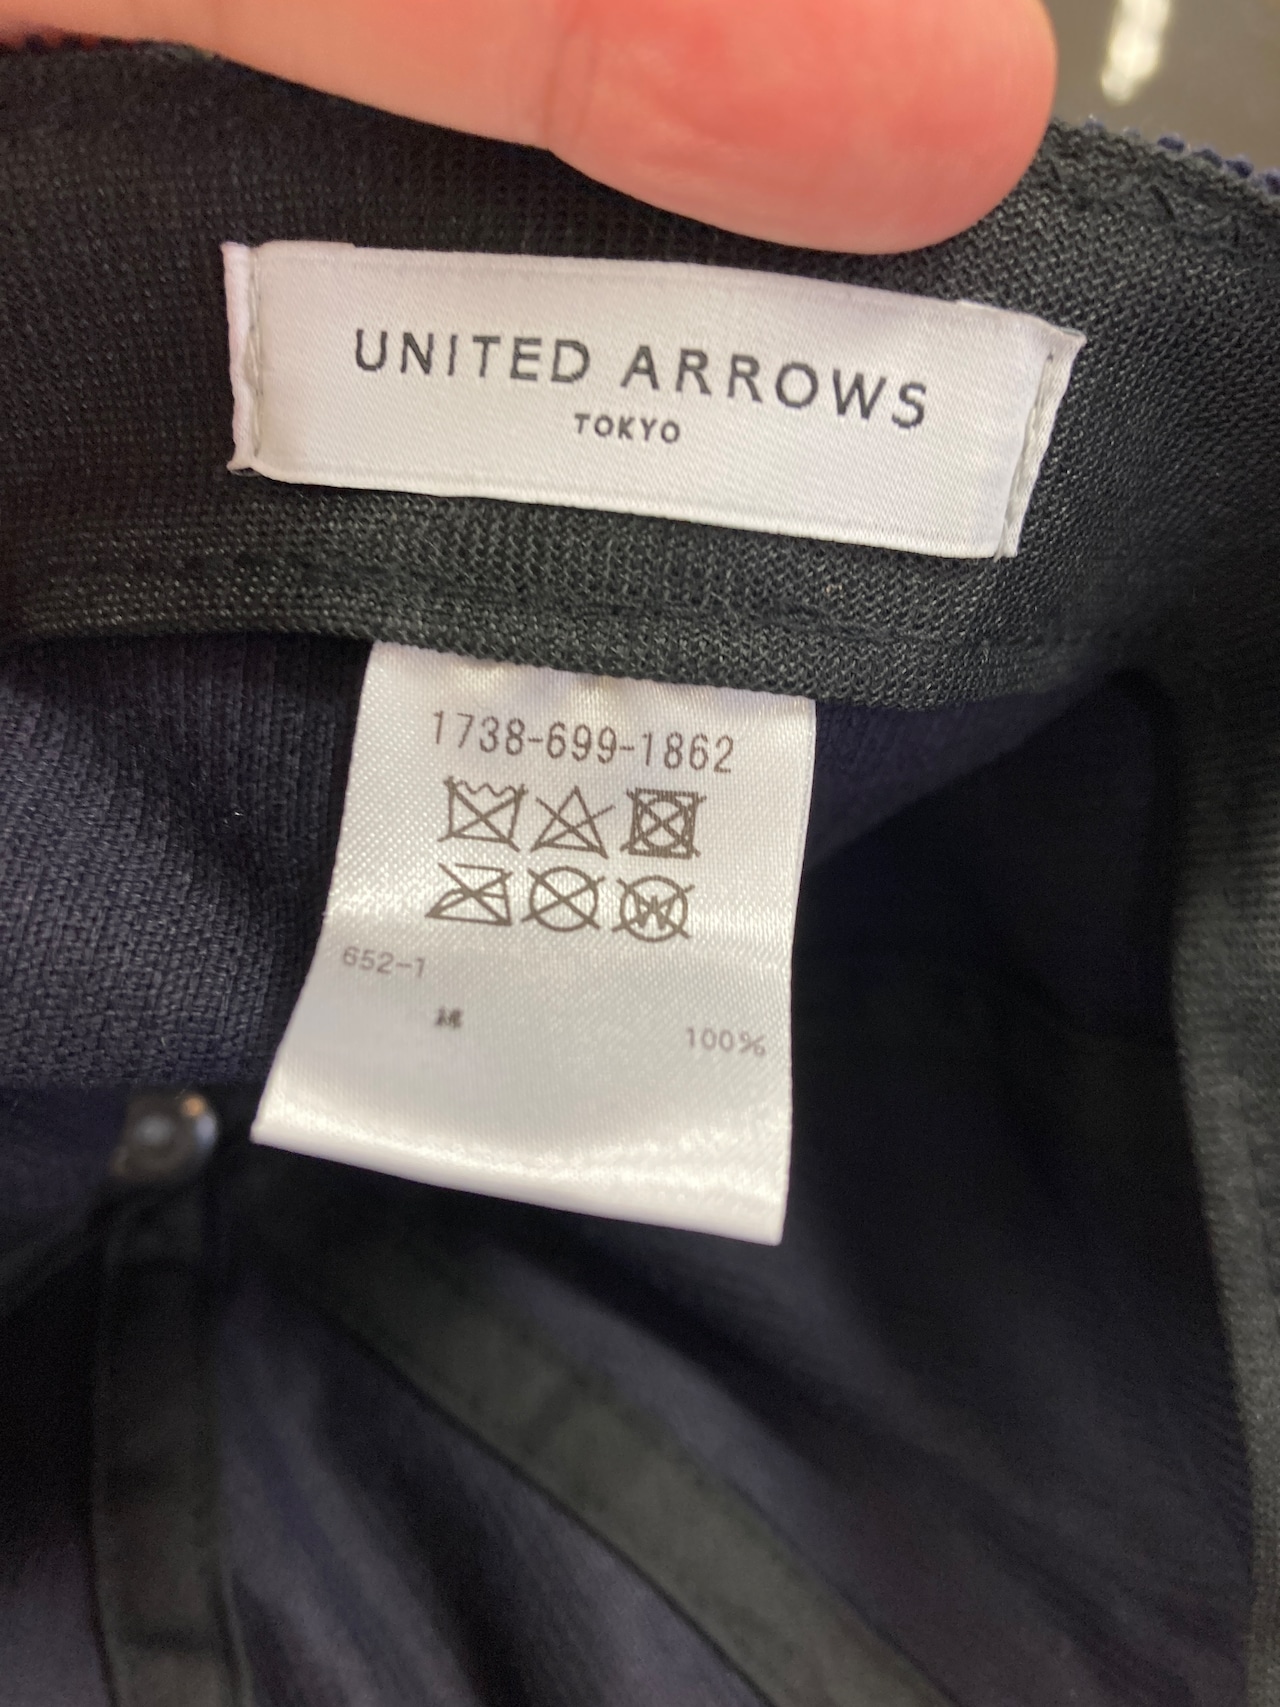 UNITED ARROWS
TOKYO
1738-699-1862
W
652-1
綿 100%